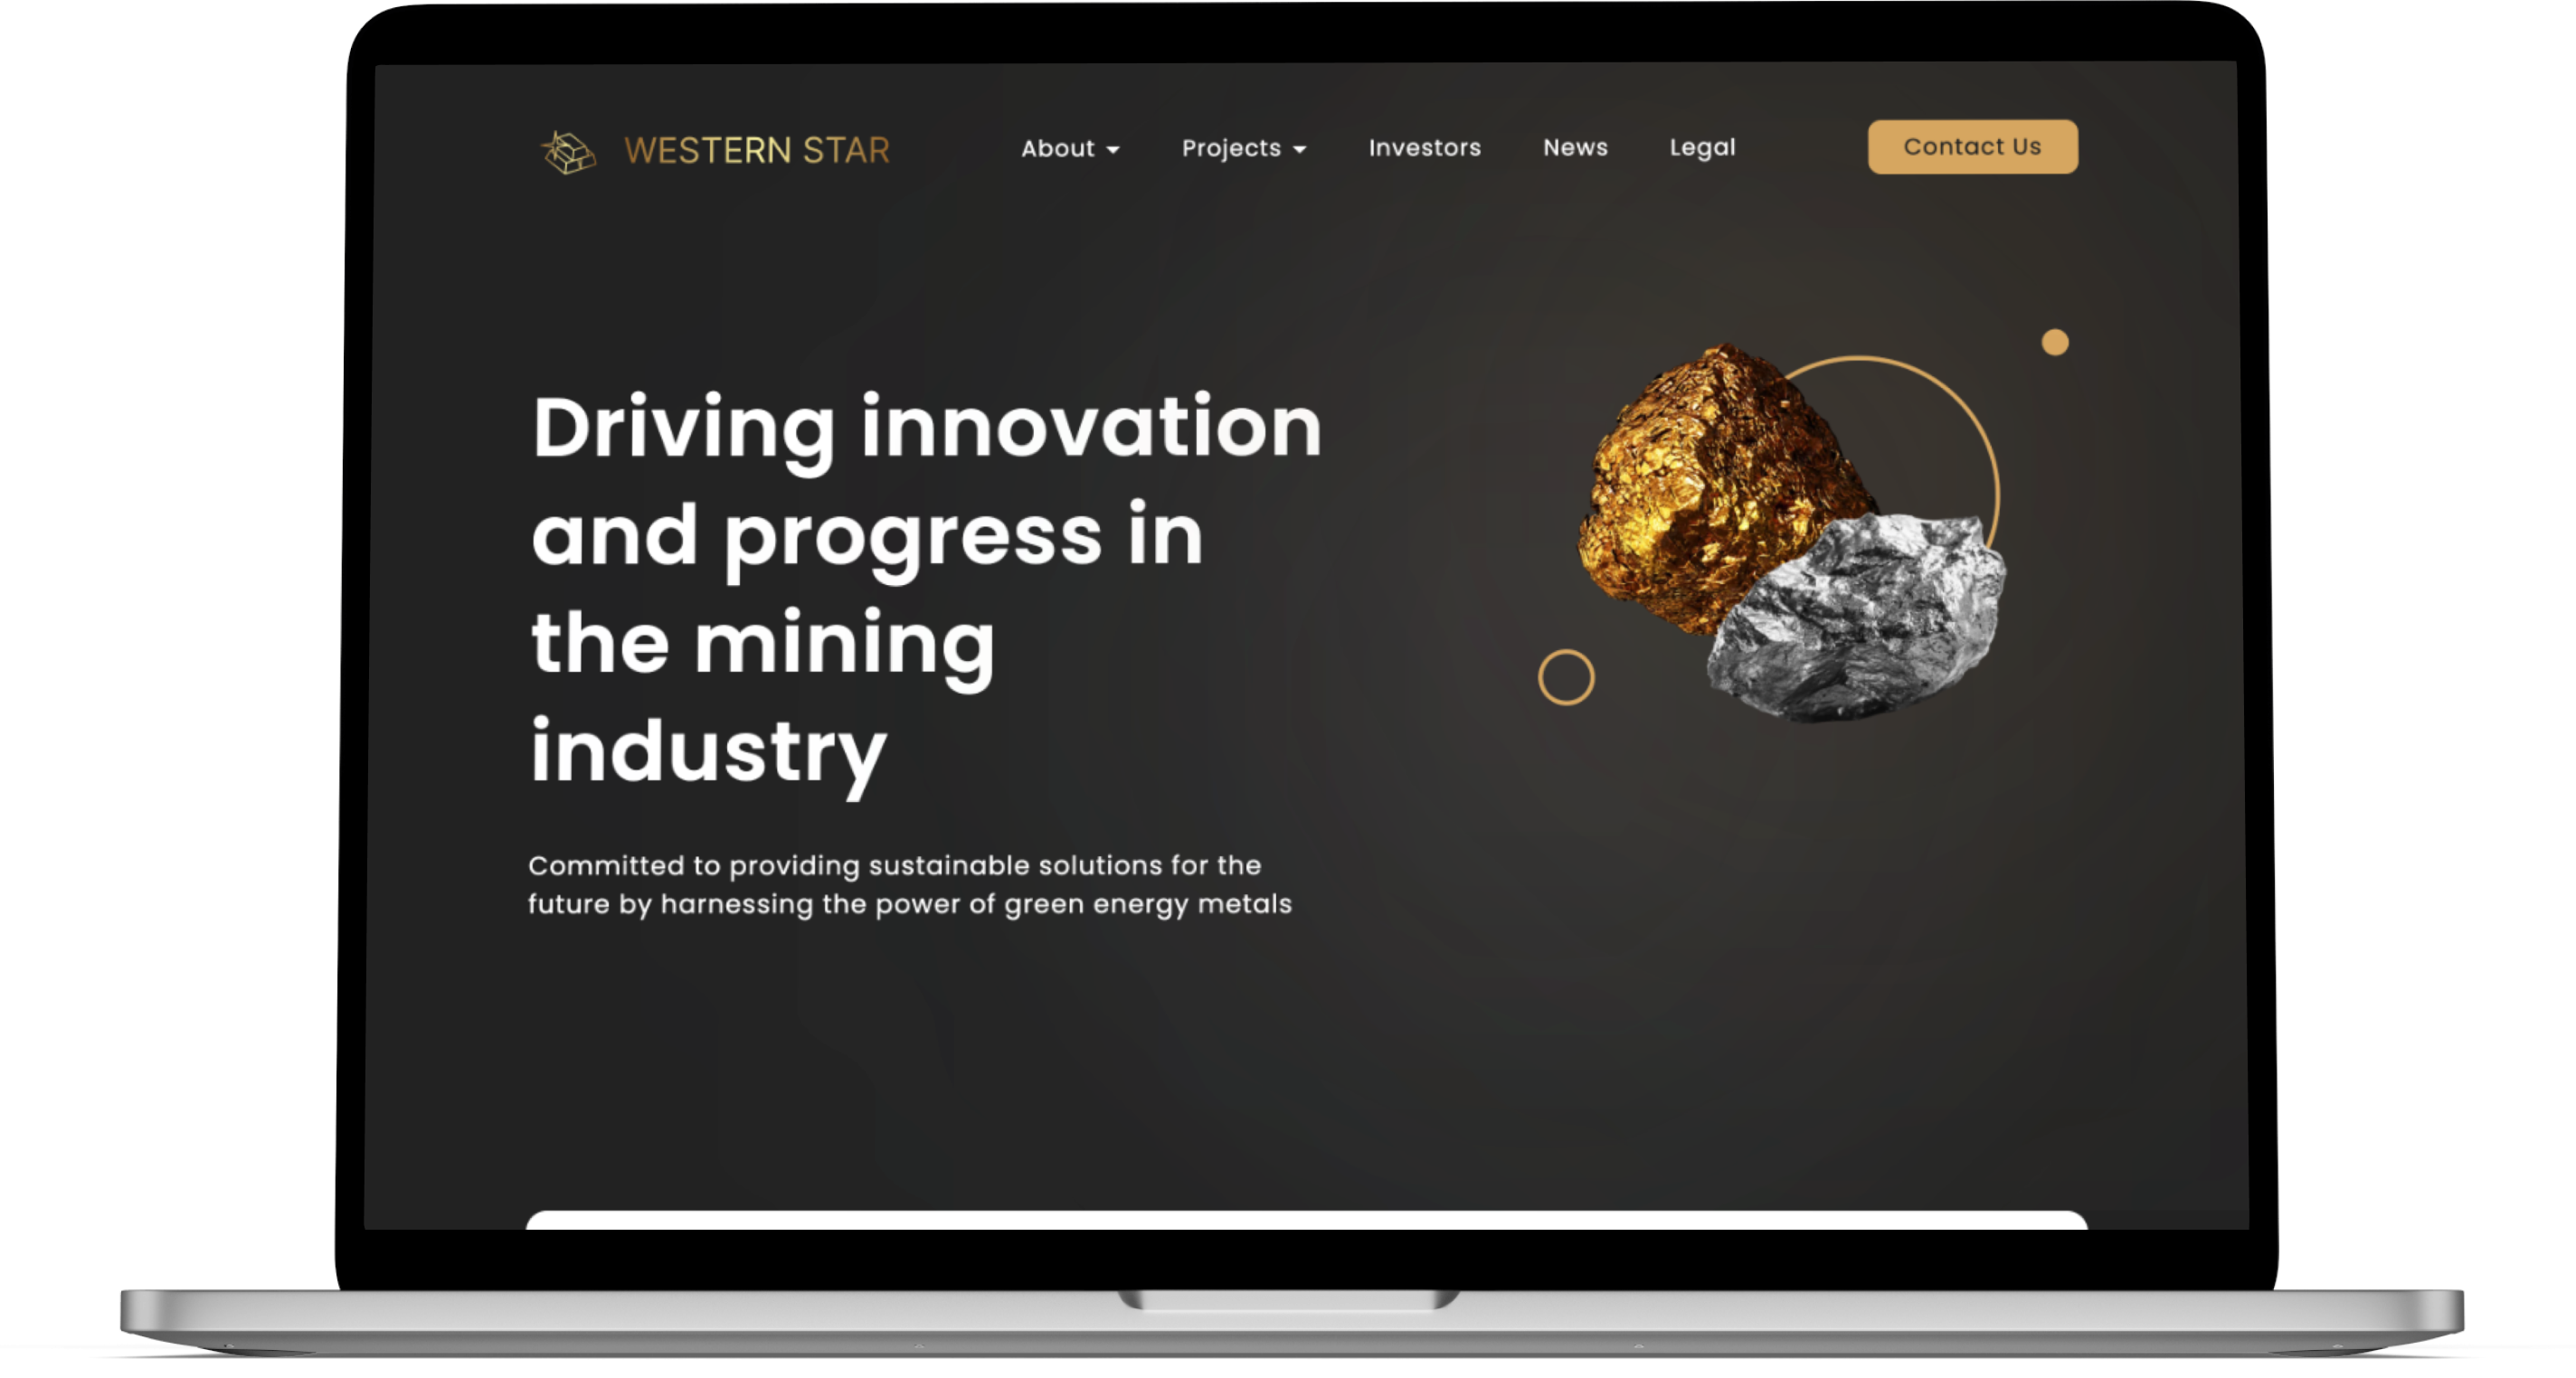 WESTERN STAR
About
Projects
Investors
News
Legal
Contact Us
Driving innovation
and progress in
the mining
industry
Committed to providing sustainable solutions for the
future by harnessing the power of green energy metals